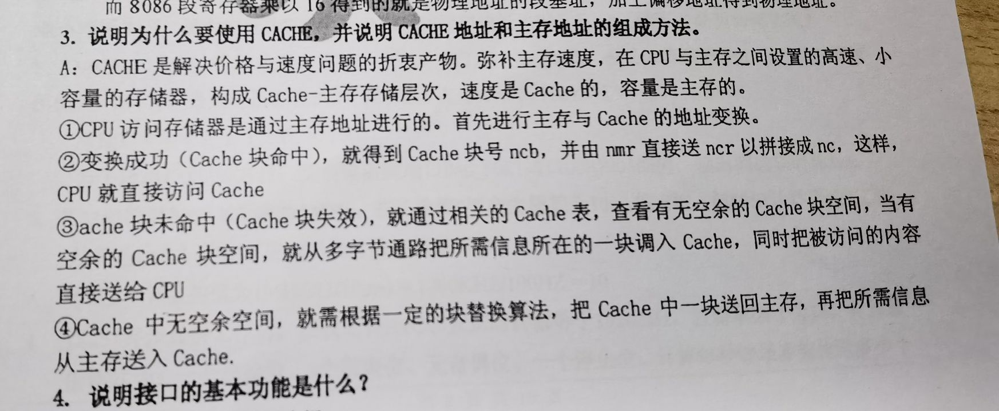 而 8086 段寄存器乘以 16 得到的就是物理地址的段基址，加上偏移地址得到物理地址。
3. 说明为什么要使用 CACHE，并说明 CACHE 地址和主存地址的组成方法。
A：CACHE 是解决价格与速度问题的折衷产物。弥补主存速度，在 CPU 与主存之间设置的高速、小
容量的存储器，构成 Cache-主存存储层次，速度是 Cache 的，容量是主存的。
①CPU 访问存储器是通过主存地址进行的。首先进行主存与 Cache 的地址变换。
②变换成功（Cache 块命中），就得到 Cache 块号 ncb，并由 nmr 直接送 ncr 以拼接成 nc，这样，
CPU 就直接访问 Cache
③ache 块未命中（Cache 块失效），就通过相关的 Cache 表，查看有无空余的 Cache 块空间，当有
空余的 Cache 块空间，就从多字节通路把所需信息所在的一块调入 Cache，同时把被访问的内容
直接送给 CPU
④Cache 中无空余空间，就需根据一定的块替换算法，把 Cache 中一块送回主存，再把所需信息
从主存送入 Cache.
4. 说明接口的基本功能是什么？